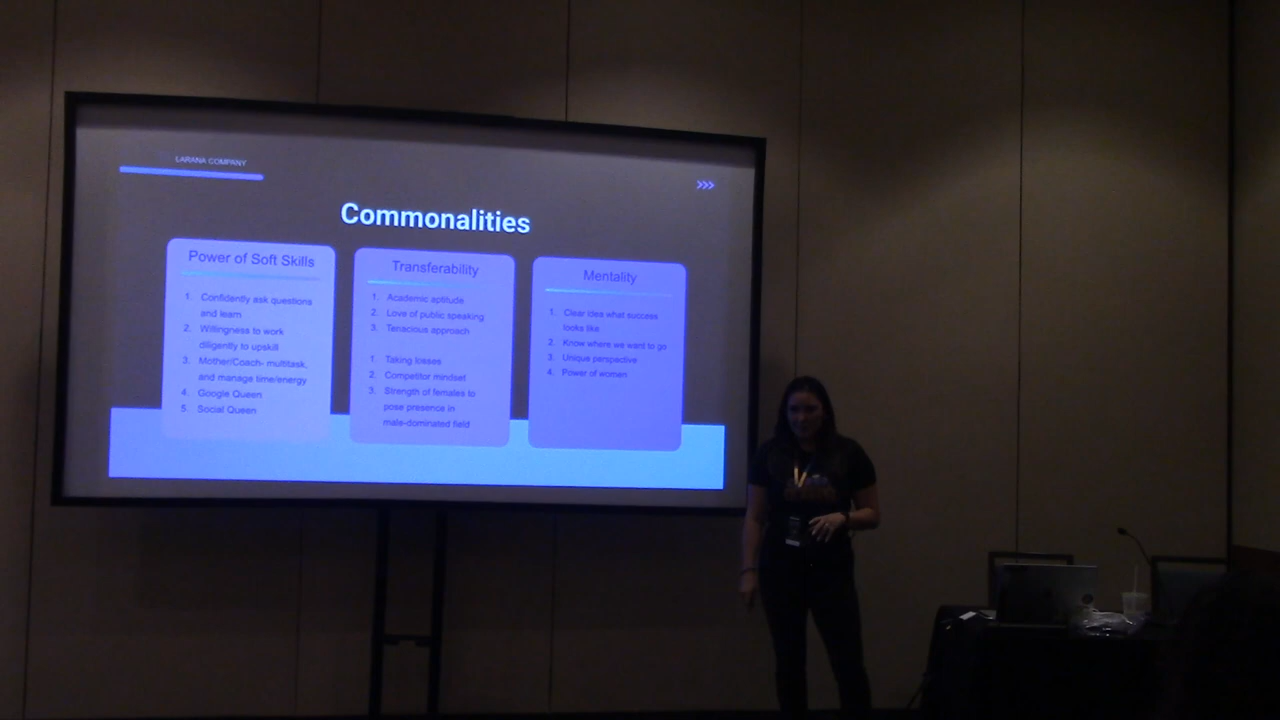 LARANA COMPANY
>>>
Commonalities
Power of Soft Skills
1. Confidently ask questions
and learn
2. Willingness to work
diligently to upskill
3. Mother/Coach- multitask,
and manage time/energy
4. Google Queen
5. Social Queen
Transferability
1. Academic aptitude
2. Love of public speaking
3. Tenacious approach
1. Taking losses
2. Competitor mindset
3. Strength of females to
pose presence in
male-dominated field
Mentality
1. Clear idea what success
looks like
2. Know where we want to go
3. Unique perspective
4. Power of women